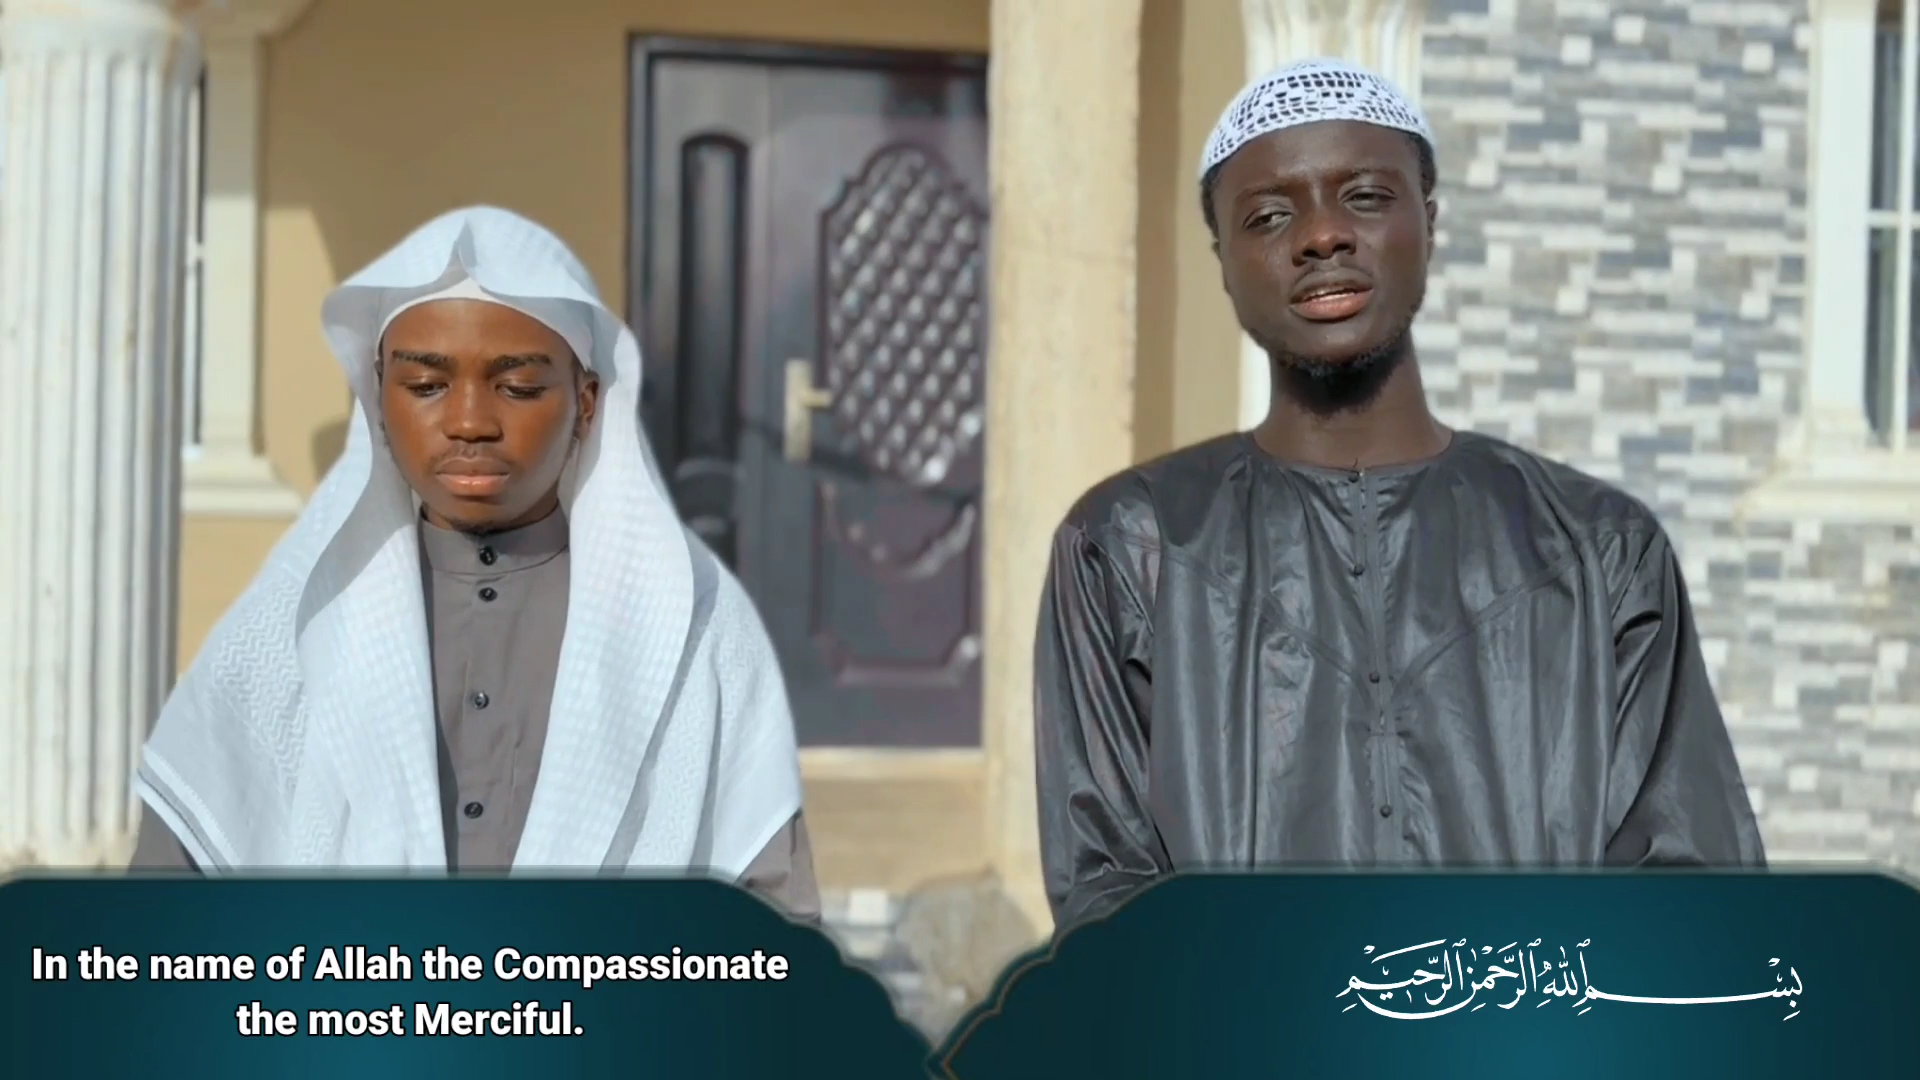 In the name of Allah the Compassionate
the most Merciful.
بِسْمِ ٱللَّهِ ٱلرَّحْمَٰنِ ٱلرَّحِيمِ